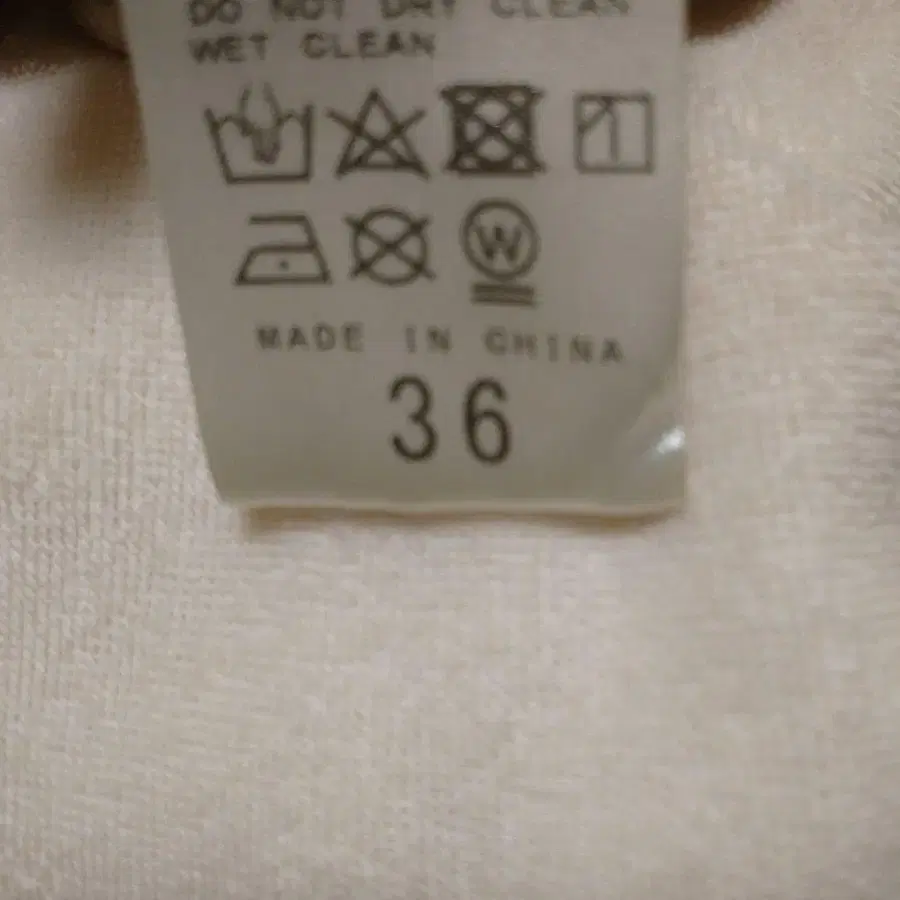 DO NOT DRY CLEAN
WET CLEAN
W
MADE IN CHINA
36